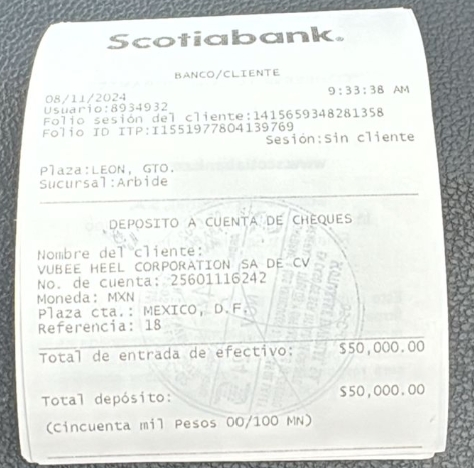 Scotiabank®
BANCO/CLIENTE
08/11/2024 9:33:38 AM
Usuario:8934932
Folio sesión del cliente:1415659348281358
Folio ID ITP:I1551977804139769
Sesión:Sin cliente
Plaza:LEON, GTO.
Sucursal:Arbide
DEPOSITO A CUENTA DE CHEQUES
Nombre del cliente:
VUBEE HEEL CORPORATION SA DE CV
No. de cuenta: 25601116242
Moneda: MXN
Plaza cta.: MEXICO, D.F.
Referencia: 18
Total de entrada de efectivo: $50,000.00
Total depósito: $50,000.00
(Cincuenta mil Pesos 00/100 MN)